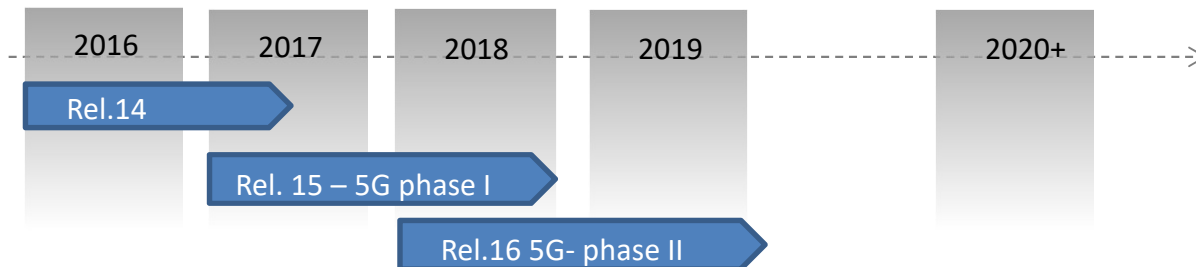 2016 2017 2018 2019 2020+
Rel.14
Rel. 15 – 5G phase I
Rel.16 5G- phase II